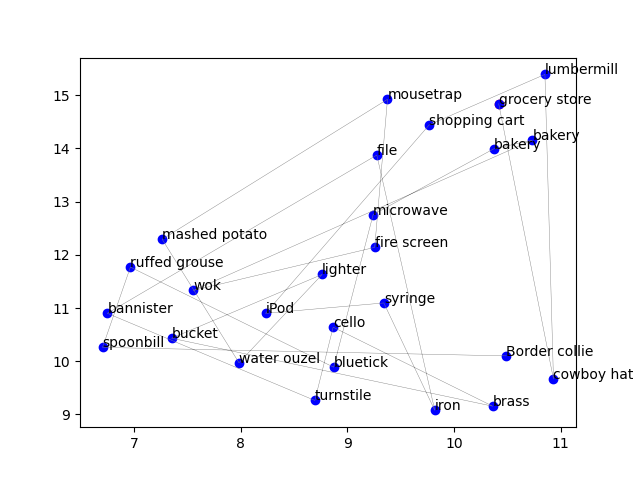 lumbermill
15
mousetrap
grocery store
shopping cart
14
file
bakery
bakery
13
microwave
12
mashed potato
fire screen
ruffed grouse
lighter
wok
11
bannister
iPod
syringe
cello
bucket
10
spoonbill
water ouzel
bluetick
Border collie
cowboy hat
turnstile
iron
brass
9
7
8
9
10
11